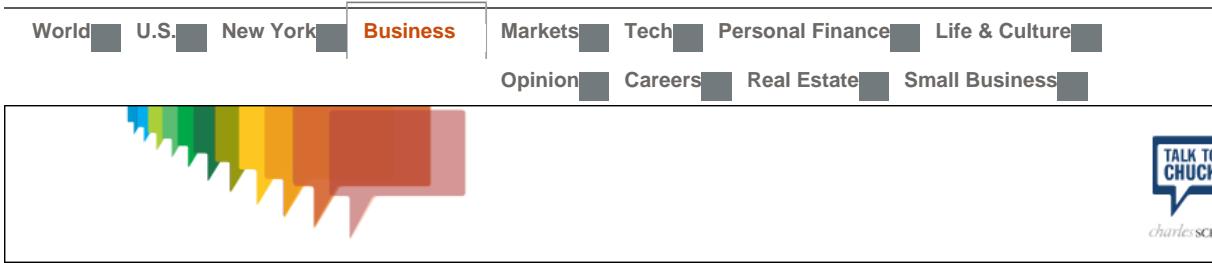 World U.S. New York Business Markets Tech Personal Finance Life & Culture
Opinion Careers Real Estate Small Business
TALK TO
CHUCK
charles